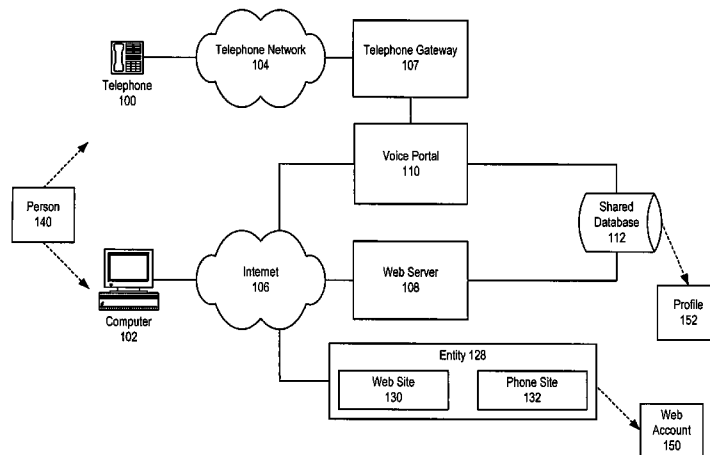 Telephone Network
104
Telephone Gateway
107
Telephone
100
Voice Portal
110
Person
140
Shared
Database
112
Internet
106
Web Server
108
Computer
102
Profile
152
Entity 128
Web Site
130
Phone Site
132
Web
Account
150